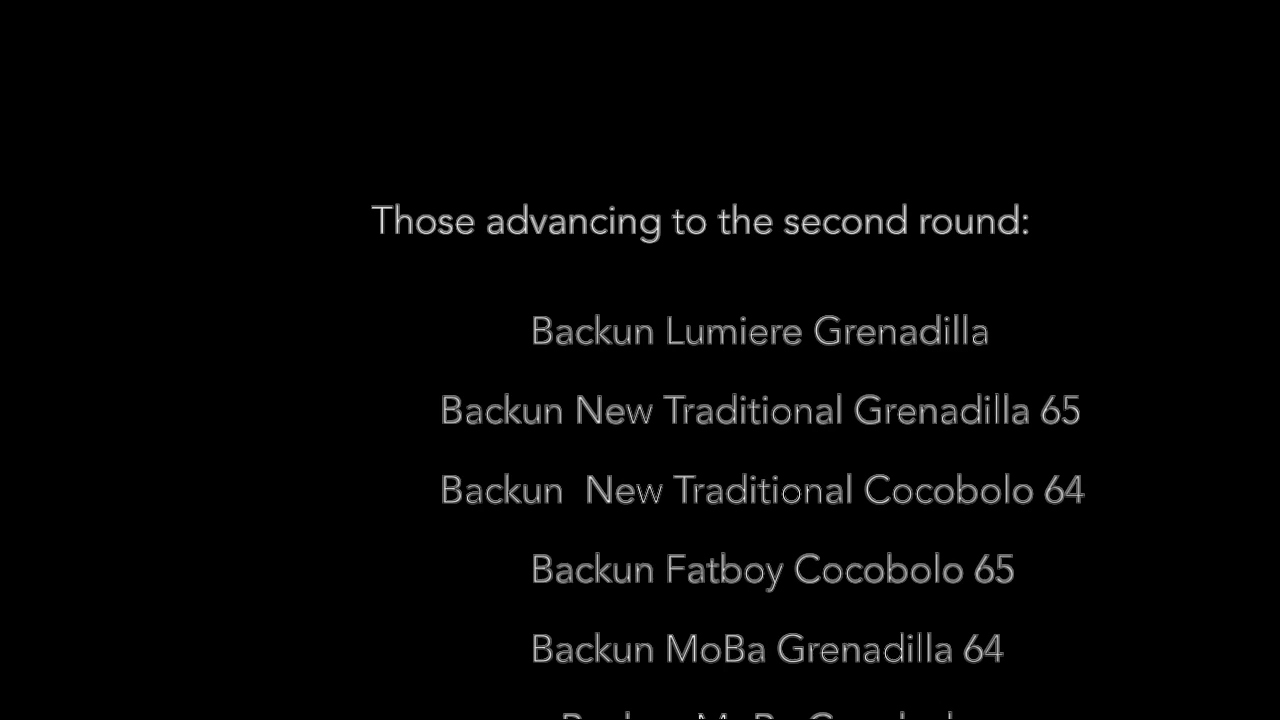 Those advancing to the second round:
Backun Lumiere Grenadilla
Backun New Traditional Grenadilla 65
Backun  New Traditional Cocobolo 64
Backun Fatboy Cocobolo 65
Backun MoBa Grenadilla 64